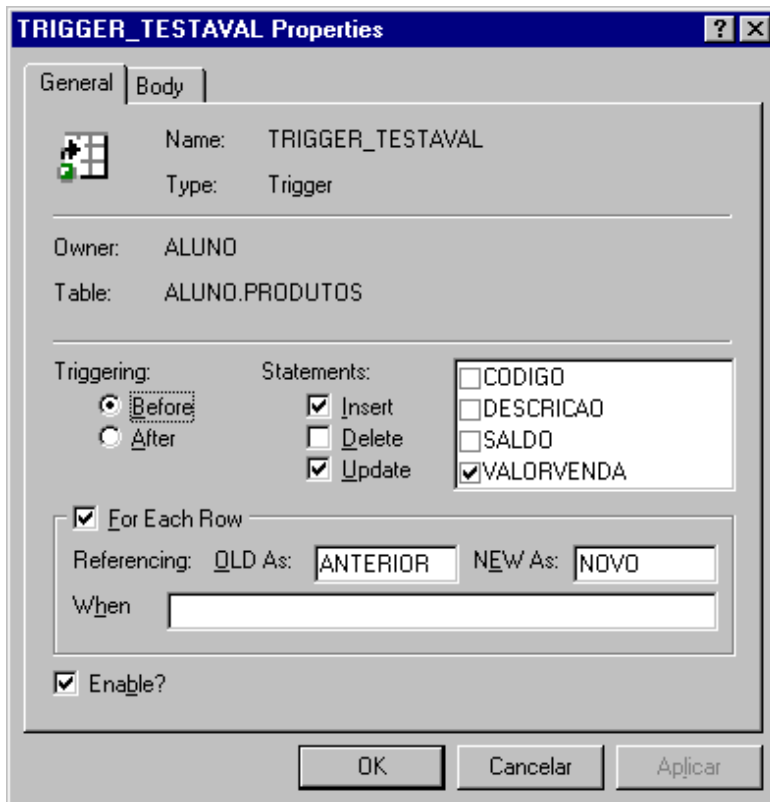 TRIGGER_TESTAVAL Properties
General Body
Name: TRIGGER_TESTAVAL
Type: Trigger
Owner: ALUNO
Table: ALUNO.PRODUTOS
Triggering: Statements:
Before Insert
After Delete
Update
CODIGO
DESCRICAO
SALDO
VALORVENDA
For Each Row
Referencing: OLD As: ANTERIOR NEW As: NOVO
When
Enable?
OK Cancelar Aplicar